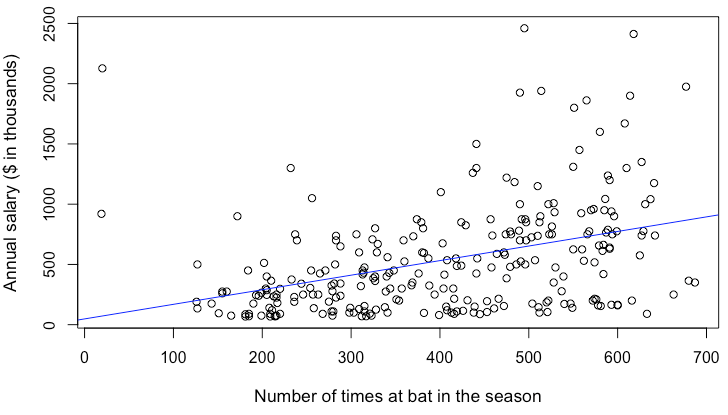 Annual salary ($ in thousands)
2500
2000
1500
1000
500
0
0 100 200 300 400 500 600 700
Number of times at bat in the season